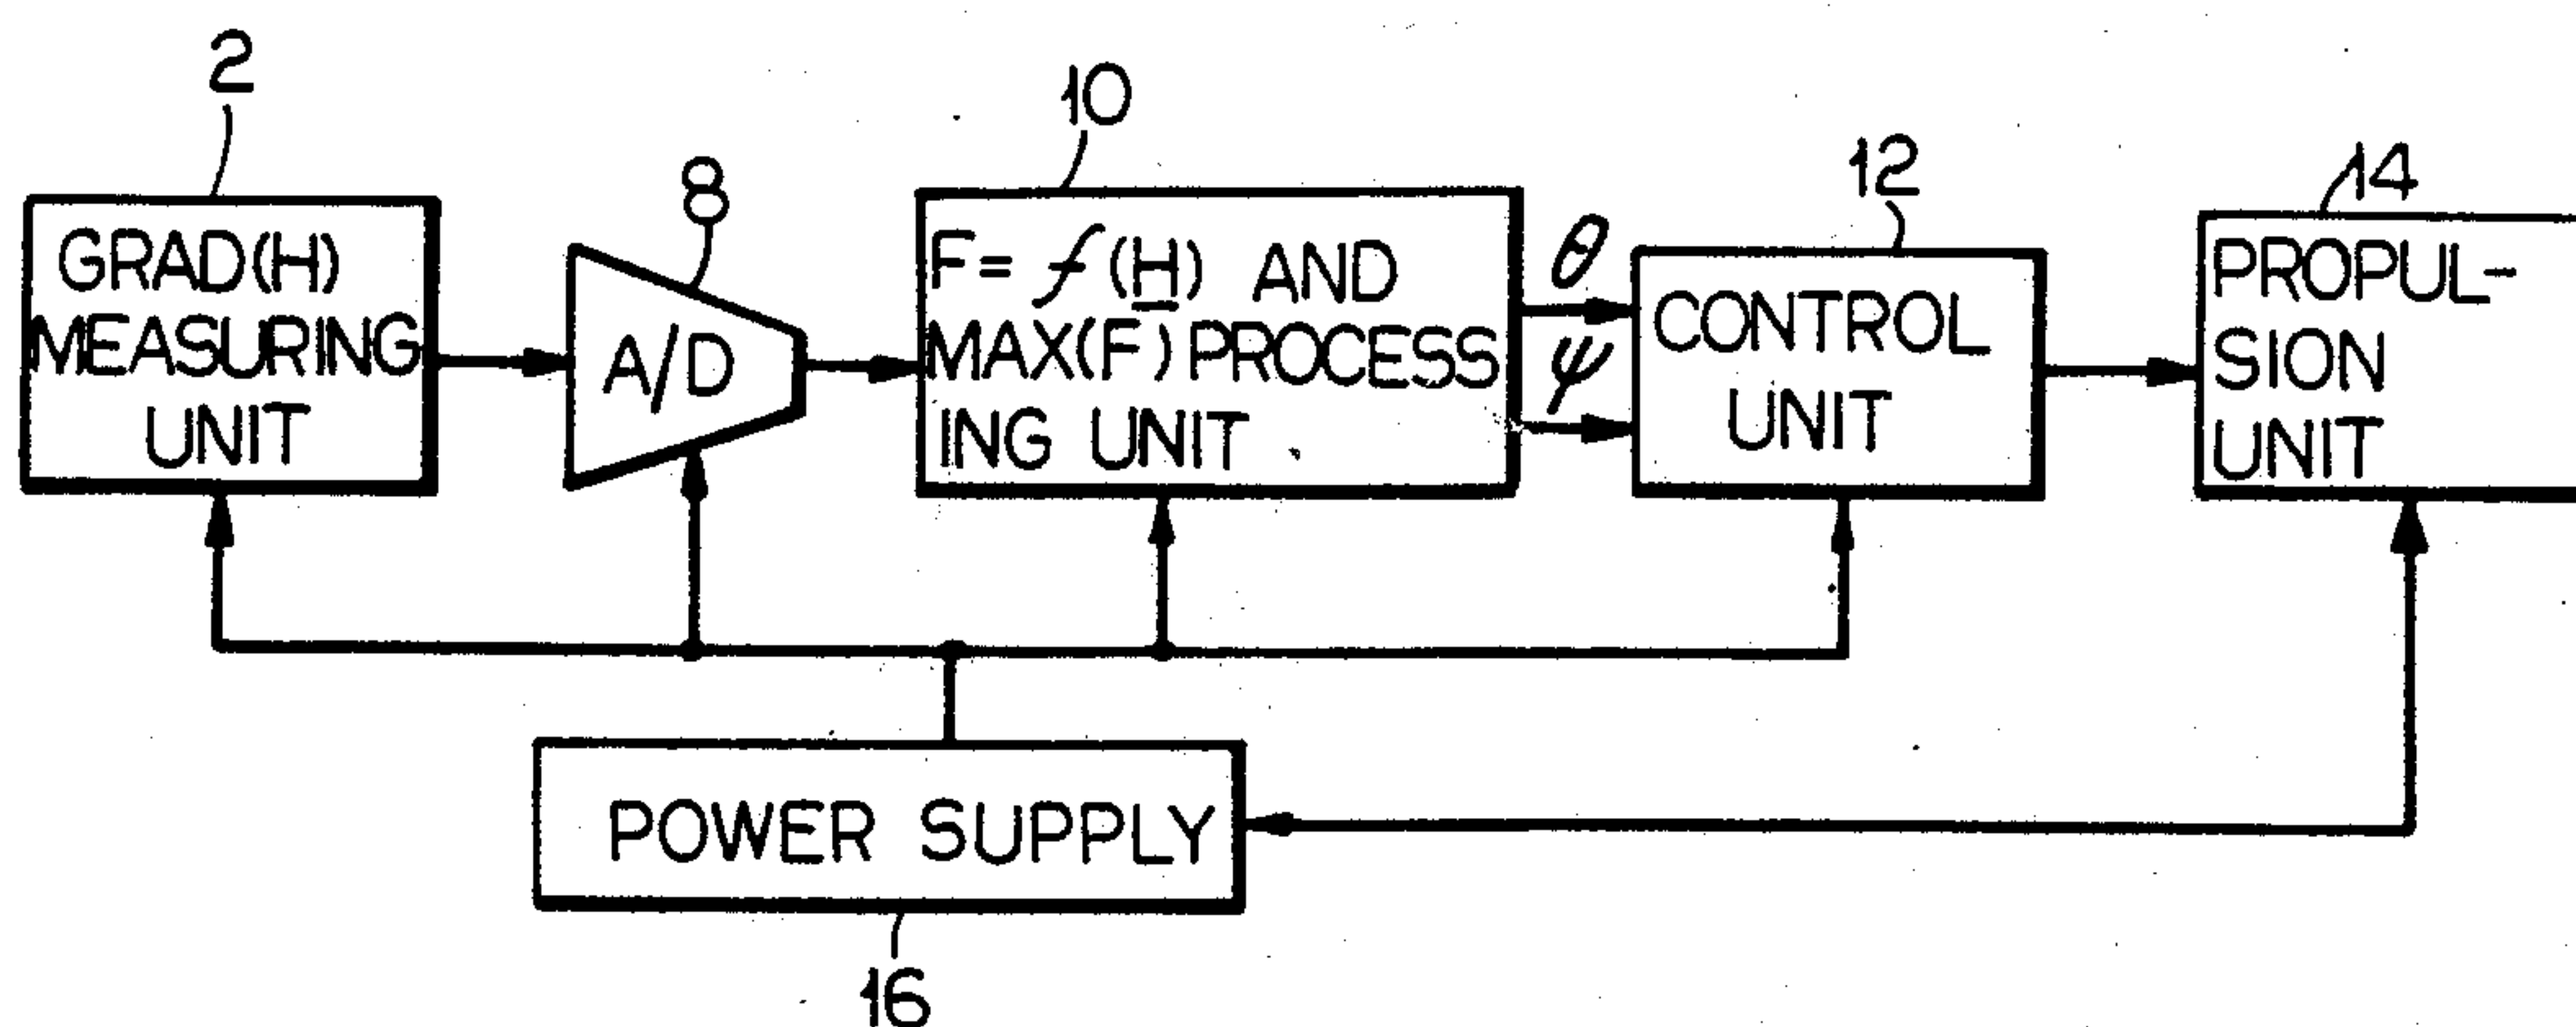 2
10
8
12
14
GRAD(H)
MEASURING
UNIT
A/D
F = f(H) AND
MAX(F) PROCESS
ING UNIT
θ
ψ
CONTROL
UNIT
PROPUL-
SION
UNIT
POWER SUPPLY
16